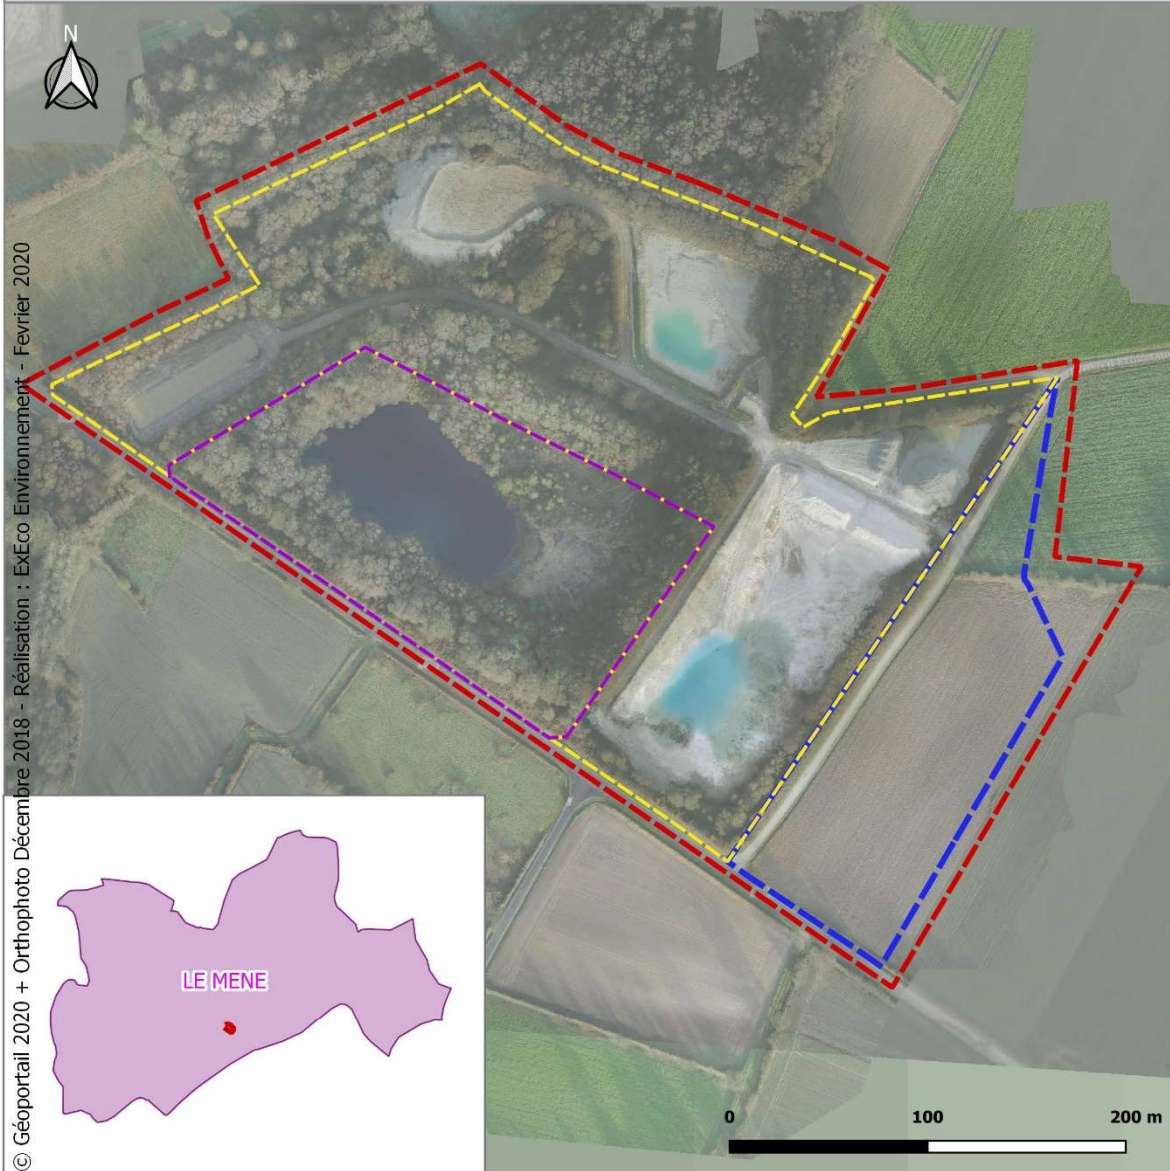 N
© Géoportail 2020 + Orthophoto Décembre 2018 - Réalisation : ExEco Environnement - Fevrier 2020
LE MENE
0 100 200 m